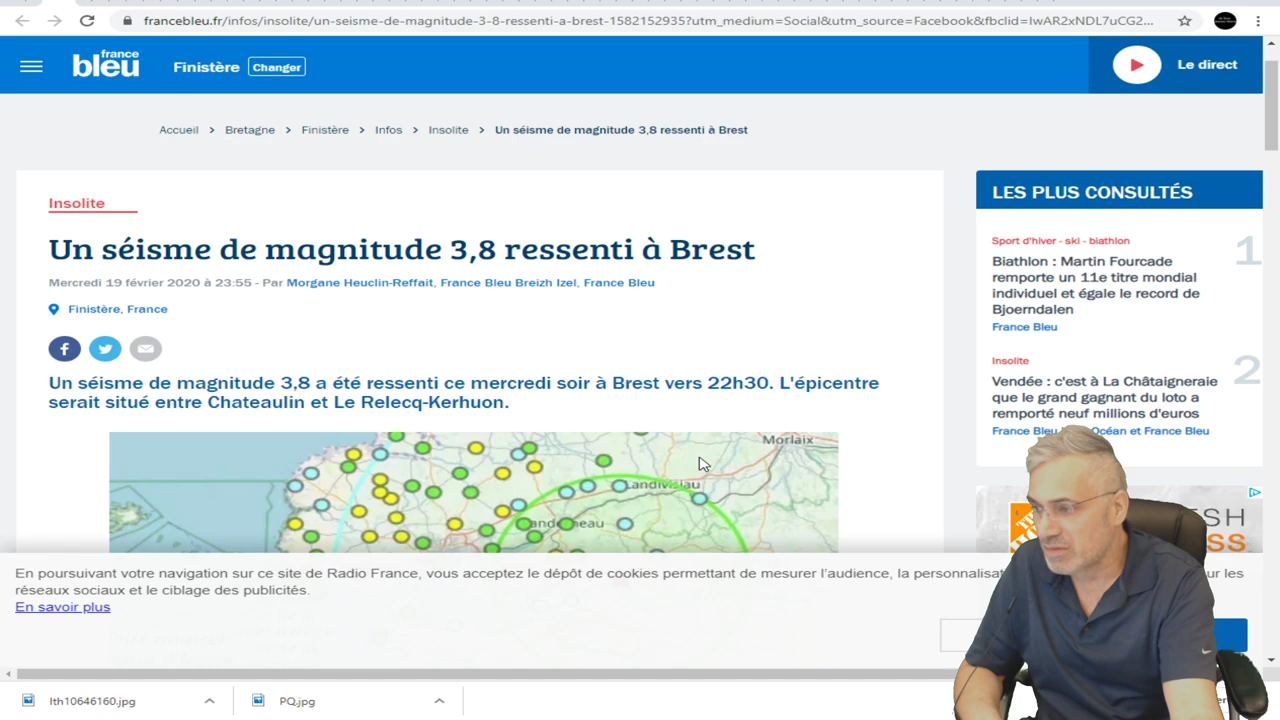 francebleu.fr/infos/insolite/un-seisme-de-magnitude-3-8-ressenti-a-brest-1582152935?utm_medium=Social&utm_source=Facebook&fbclid=IwAR2xNDL7uCG2...
france
bleu
Finistère
Changer
Le direct
Accueil > Bretagne > Finistère > Infos > Insolite > Un séisme de magnitude 3,8 ressenti à Brest
Insolite
Un séisme de magnitude 3,8 ressenti à Brest
Mercredi 19 février 2020 à 23:55 - Par Morgane Heuclin-Reffait, France Bleu Breizh Izel, France Bleu
Finistère, France
Un séisme de magnitude 3,8 a été ressenti ce mercredi soir à Brest vers 22h30. L'épicentre
serait situé entre Chateaulin et Le Relecq-Kerhuon.
Morlaix
Landivisiau
LES PLUS CONSULTÉS
Sport d'hiver - ski - biathlon
1
Biathlon : Martin Fourcade
remporte un 11e titre mondial
individuel et égale le record de
Bjoerndalen
France Bleu
Insolite
2
Vendée : c'est à La Châtaigneraie
que le grand gagnant du loto a
remporté neuf millions d'euros
France Bleu Océan et France Bleu
En poursuivant votre navigation sur ce site de Radio France, vous acceptez le dépôt de cookies permettant de mesurer l'audience, la
réseaux sociaux et le ciblage des publicités.
En savoir plus
lth10646160.jpg
PQ.jpg